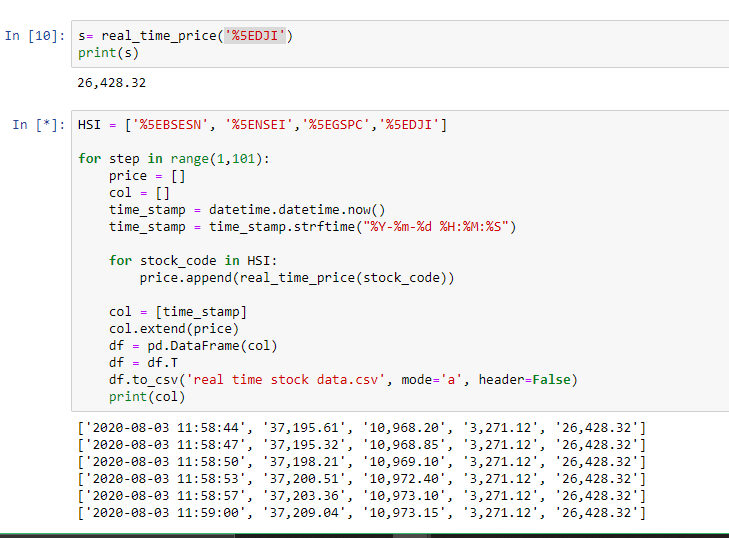 In [10]: s= real_time_price('%5EDJI')
print(s)
26,428.32
In [*]: HSI = ['%5EBSESN', '%5ENSEI','%5EGSPC','%5EDJI']
for step in range(1,101):
    price = []
    col = []
    time_stamp = datetime.datetime.now()
    time_stamp = time_stamp.strftime("%Y-%m-%d %H:%M:%S")
    for stock_code in HSI:
        price.append(real_time_price(stock_code))
    col = [time_stamp]
    col.extend(price)
    df = pd.DataFrame(col)
    df = df.T
    df.to_csv('real time stock data.csv', mode='a', header=False)
    print(col)
['2020-08-03 11:58:44', '37,195.61', '10,968.20', '3,271.12', '26,428.32']
['2020-08-03 11:58:47', '37,195.32', '10,968.85', '3,271.12', '26,428.32']
['2020-08-03 11:58:50', '37,198.21', '10,969.10', '3,271.12', '26,428.32']
['2020-08-03 11:58:53', '37,200.51', '10,972.40', '3,271.12', '26,428.32']
['2020-08-03 11:58:57', '37,203.36', '10,973.10', '3,271.12', '26,428.32']
['2020-08-03 11:59:00', '37,209.04', '10,973.15', '3,271.12', '26,428.32']